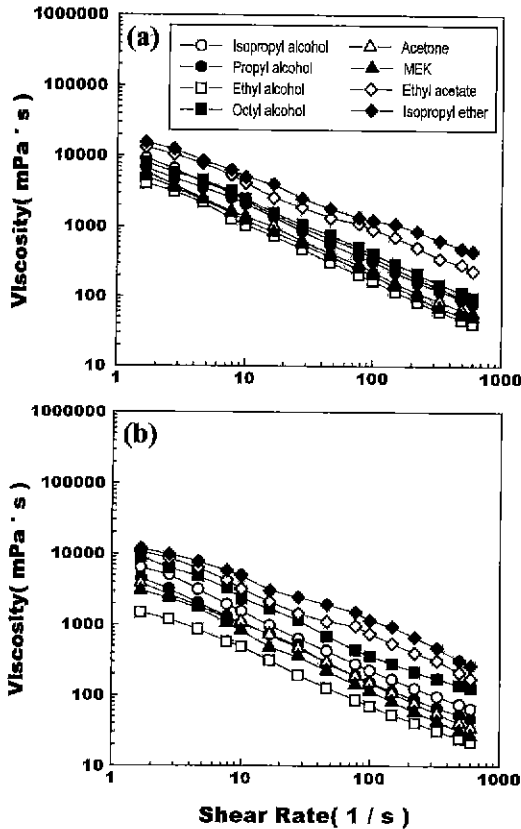 1000000
(a)
Isopropyl alcohol
Propyl alcohol
Ethyl alcohol
Octyl alcohol
Acetone
MEK
Ethyl acetate
Isopropyl ether
100000
10000
1000
100
10
Viscosity( mPa · s )
1 10 100 1000
1000000
(b)
100000
10000
1000
100
10
Viscosity( mPa · s )
1 10 100 1000
Shear Rate( 1 / s )